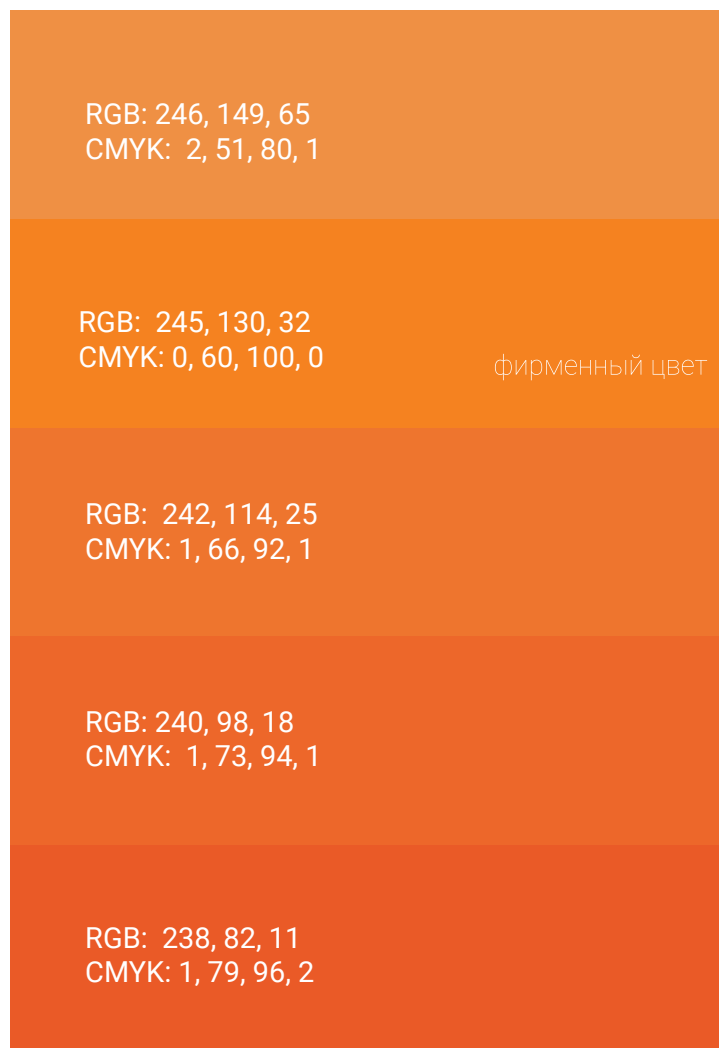 RGB: 246, 149, 65
CMYK: 2, 51, 80, 1
RGB: 245, 130, 32
CMYK: 0, 60, 100, 0
фирменный цвет
RGB: 242, 114, 25
CMYK: 1, 66, 92, 1
RGB: 240, 98, 18
CMYK: 1, 73, 94, 1
RGB: 238, 82, 11
CMYK: 1, 79, 96, 2